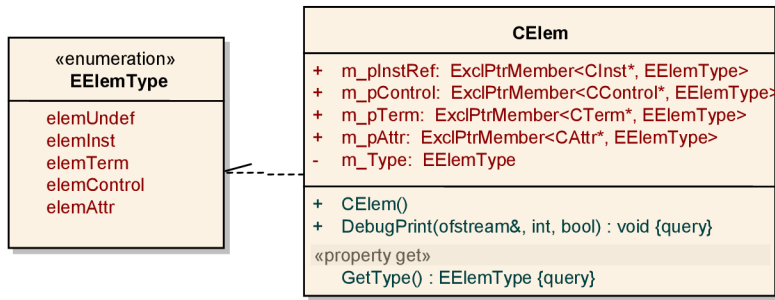 «enumeration»
EElemType
elemUndef
elemInst
elemTerm
elemControl
elemAttr
CElem
+ m_pInstRef: ExclPtrMember<CInst*, EElemType>
+ m_pControl: ExclPtrMember<CControl*, EElemType>
+ m_pTerm: ExclPtrMember<CTerm*, EElemType>
+ m_pAttr: ExclPtrMember<CAttr*, EElemType>
- m_Type: EElemType
+ CElem()
+ DebugPrint(ofstream&, int, bool) : void {query}
«property get»
GetType() : EElemType {query}